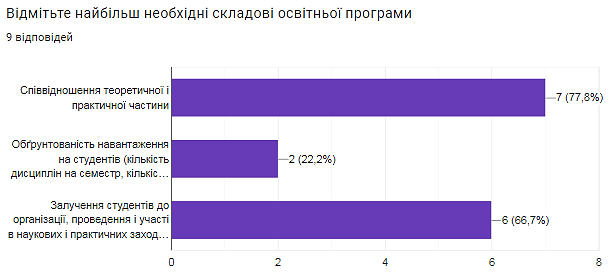 Відмітьте найбільш необхідні складові освітньої програми
9 відповідей
Співвідношення теоретичної і
практичної частини
7 (77,8%)
Обґрунтованість навантаження
на студентів (кількість
дисциплін на семестр, кількіс…
2 (22,2%)
Залучення студентів до
організації, проведення і участі
в наукових і практичних заход…
6 (66,7%)
0 2 4 6 8